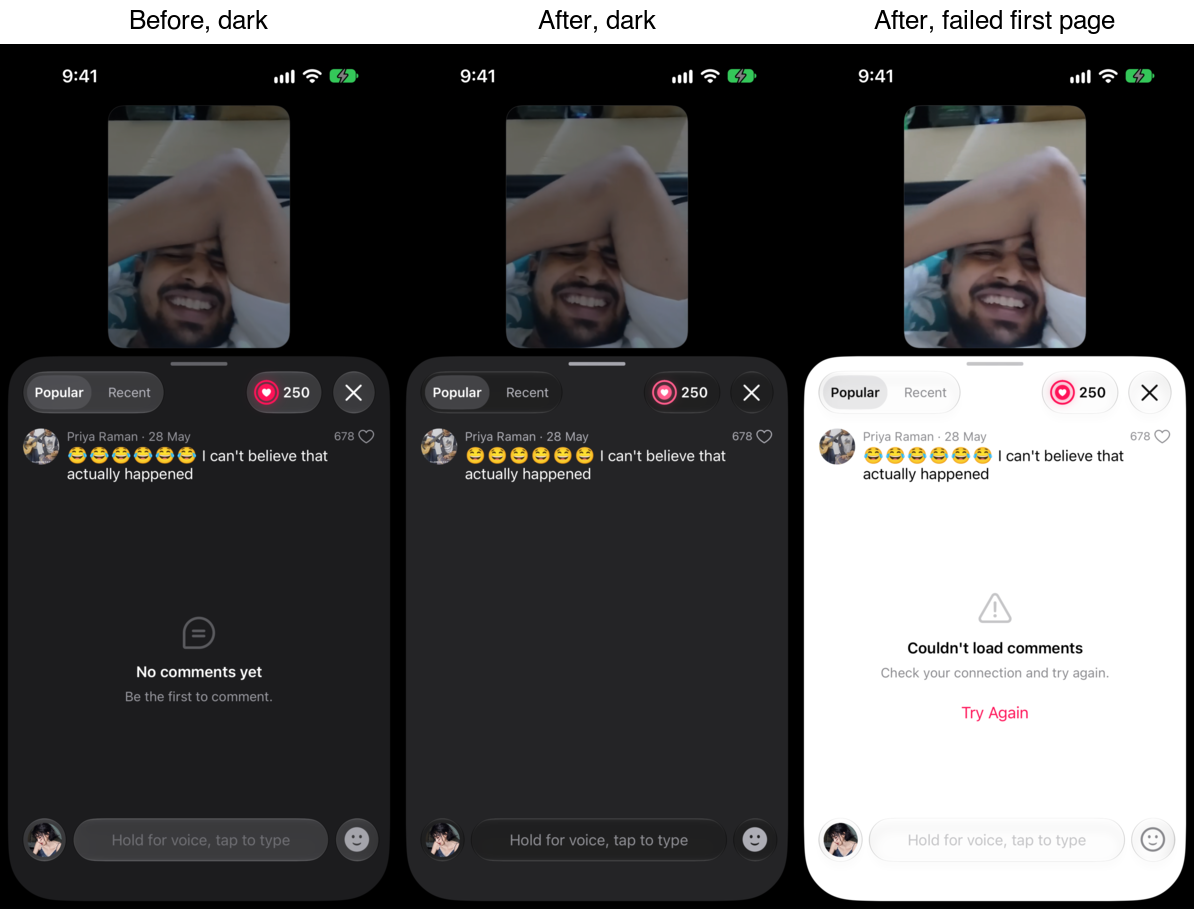 Before, dark
After, dark
After, failed first page
9:41
9:41
9:41
Popular
Recent
250
Popular
Recent
250
Popular
Recent
250
Priya Raman · 28 May
678
😂😂😂😂😂😂 I can't believe that
actually happened
Priya Raman · 28 May
678
😂😂😂😂😂😂 I can't believe that
actually happened
Priya Raman · 28 May
678
😂😂😂😂😂😂 I can't believe that
actually happened
No comments yet
Be the first to comment.
Couldn't load comments
Check your connection and try again.
Try Again
Hold for voice, tap to type
Hold for voice, tap to type
Hold for voice, tap to type